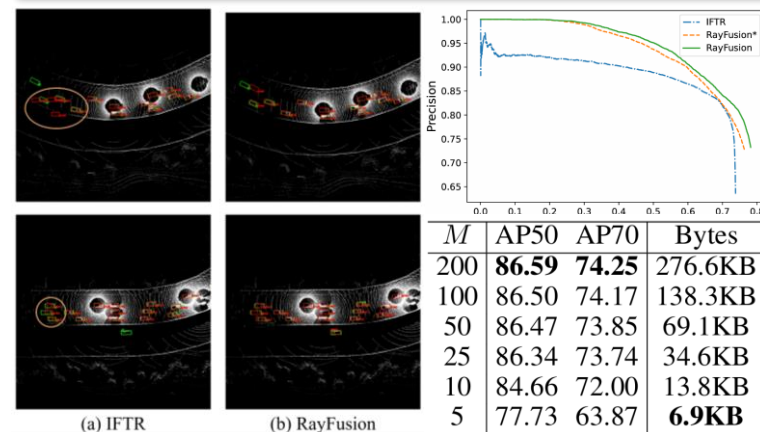 IFTR
RayFusion*
RayFusion
Precision
1.00
0.95
0.90
0.85
0.80
0.75
0.70
0.65
0.0 0.1 0.2 0.3 0.4 0.5 0.6 0.7 0.8
M AP50 AP70 Bytes
200 86.59 74.25 276.6KB
100 86.50 74.17 138.3KB
50 86.47 73.85 69.1KB
25 86.34 73.74 34.6KB
10 84.66 72.00 13.8KB
5 77.73 63.87 6.9KB
(a) IFTR
(b) RayFusion